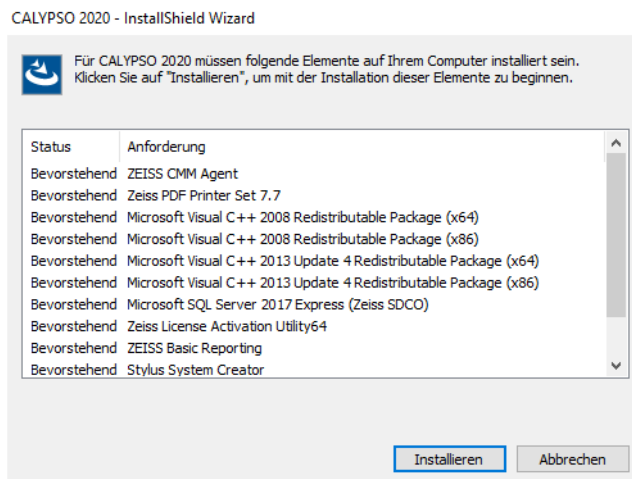 CALYPSO 2020 - InstallShield Wizard
Für CALYPSO 2020 müssen folgende Elemente auf Ihrem Computer installiert sein.
Klicken Sie auf "Installieren", um mit der Installation dieser Elemente zu beginnen.
Status Anforderung
Bevorstehend ZEISS CMM Agent
Bevorstehend Zeiss PDF Printer Set 7.7
Bevorstehend Microsoft Visual C++ 2008 Redistributable Package (x64)
Bevorstehend Microsoft Visual C++ 2008 Redistributable Package (x86)
Bevorstehend Microsoft Visual C++ 2013 Update 4 Redistributable Package (x64)
Bevorstehend Microsoft Visual C++ 2013 Update 4 Redistributable Package (x86)
Bevorstehend Microsoft SQL Server 2017 Express (Zeiss SDCO)
Bevorstehend Zeiss License Activation Utility64
Bevorstehend ZEISS Basic Reporting
Bevorstehend Stylus System Creator
Installieren Abbrechen